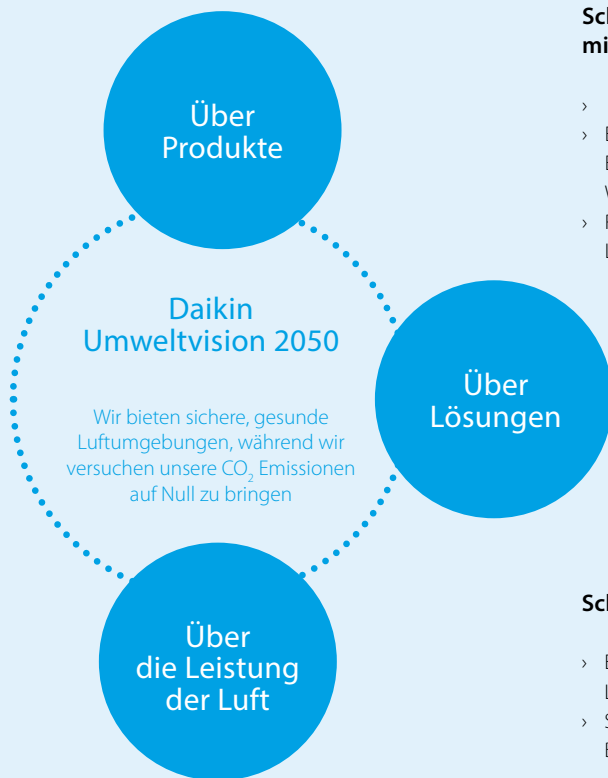 Über
Produkte
Daikin
Umweltvision 2050
Wir bieten sichere, gesunde
Luftumgebungen, während wir
versuchen unsere CO₂ Emissionen
auf Null zu bringen
Über
Lösungen
Über
die Leistung
der Luft